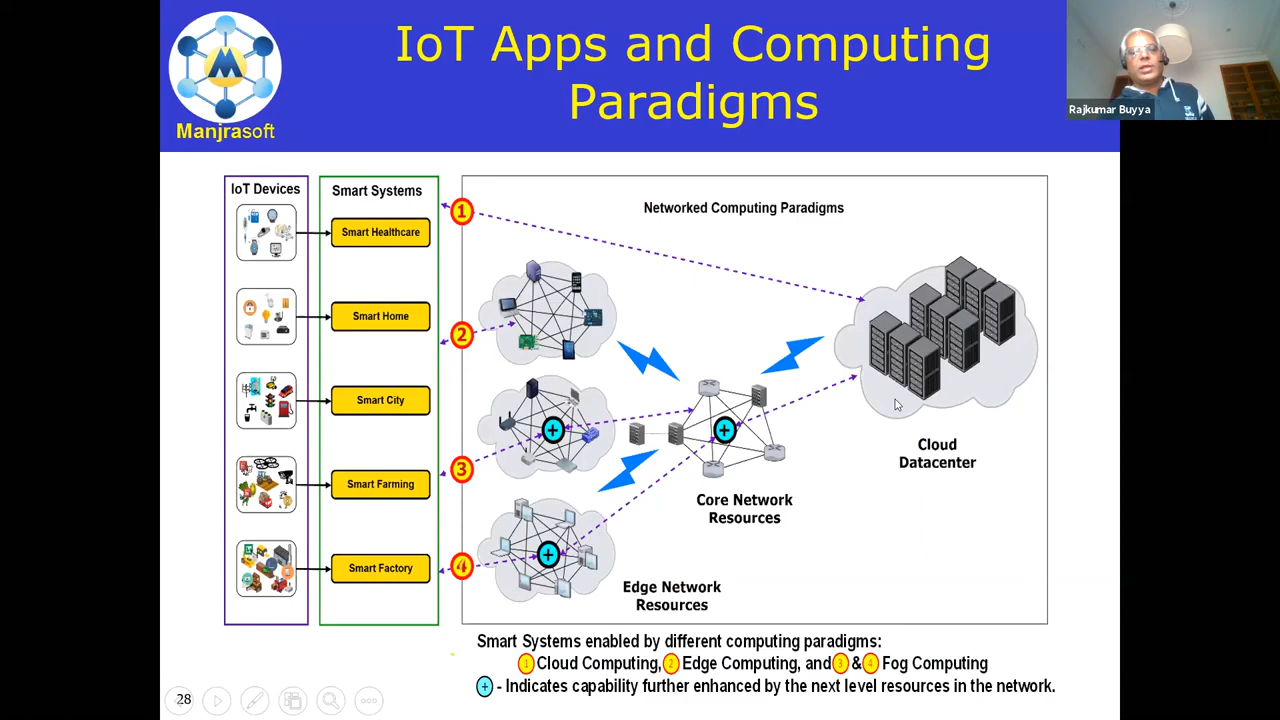 IoT Apps and Computing
Paradigms
Manjrasoft
Rajkumar Buyya
IoT Devices
Smart Systems
Networked Computing Paradigms
1
Smart Healthcare
Smart Home
2
Smart City
+
+
3
Smart Farming
Cloud
Datacenter
Core Network
Resources
4
Smart Factory
+
Edge Network
Resources
Smart Systems enabled by different computing paradigms:
1 Cloud Computing, 2 Edge Computing, and 3 & 4 Fog Computing
+ - Indicates capability further enhanced by the next level resources in the network.
28